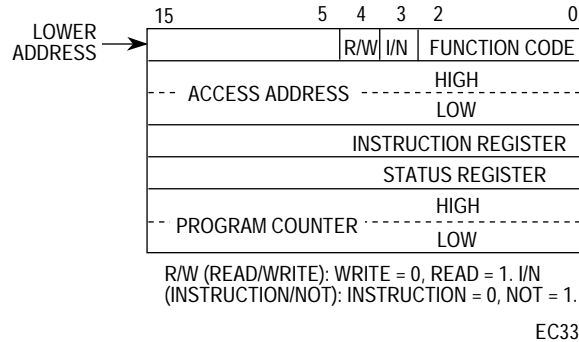 15 5 4 3 2 0
LOWER
ADDRESS
R/W I/N FUNCTION CODE
ACCESS ADDRESS
HIGH
LOW
INSTRUCTION REGISTER
STATUS REGISTER
PROGRAM COUNTER
HIGH
LOW
R/W (READ/WRITE): WRITE = 0, READ = 1. I/N
(INSTRUCTION/NOT): INSTRUCTION = 0, NOT = 1.
EC33